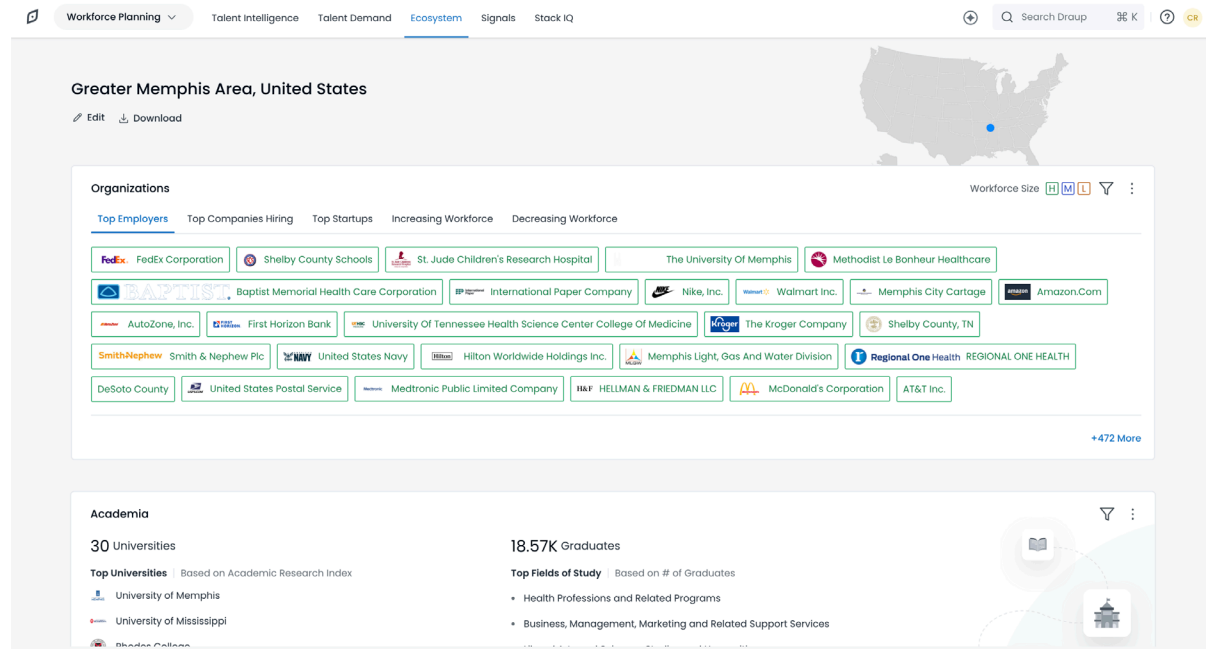 Workforce Planning Talent Intelligence Talent Demand Ecosystem Signals Stack IQ Search Draup ⌘ K CR
Greater Memphis Area, United States
Edit Download
Organizations Workforce Size H M L
Top Employers Top Companies Hiring Top Startups Increasing Workforce Decreasing Workforce
FedEx FedEx Corporation Shelby County Schools St. Jude Children's Research Hospital The University Of Memphis Methodist Le Bonheur Healthcare
BAPTIST Baptist Memorial Health Care Corporation International Paper Company NIKE Nike, Inc. Walmart Walmart Inc. Memphis City Cartage amazon Amazon.Com
AutoZone, Inc. FIRST HORIZON First Horizon Bank University Of Tennessee Health Science Center College Of Medicine Kroger The Kroger Company Shelby County, TN
Smith+Nephew Smith & Nephew Plc NAVY United States Navy Hilton Hilton Worldwide Holdings Inc. MLGW Memphis Light, Gas And Water Division Regional One Health REGIONAL ONE HEALTH
DeSoto County United States Postal Service Medtronic Medtronic Public Limited Company H&F HELLMAN & FRIEDMAN LLC McDonald's Corporation AT&T Inc.
+472 More
Academia
30 Universities 18.57K Graduates
Top Universities Based on Academic Research Index Top Fields of Study Based on # of Graduates
University of Memphis Health Professions and Related Programs
University of Mississippi Business, Management, Marketing and Related Support Services
Rhodes College